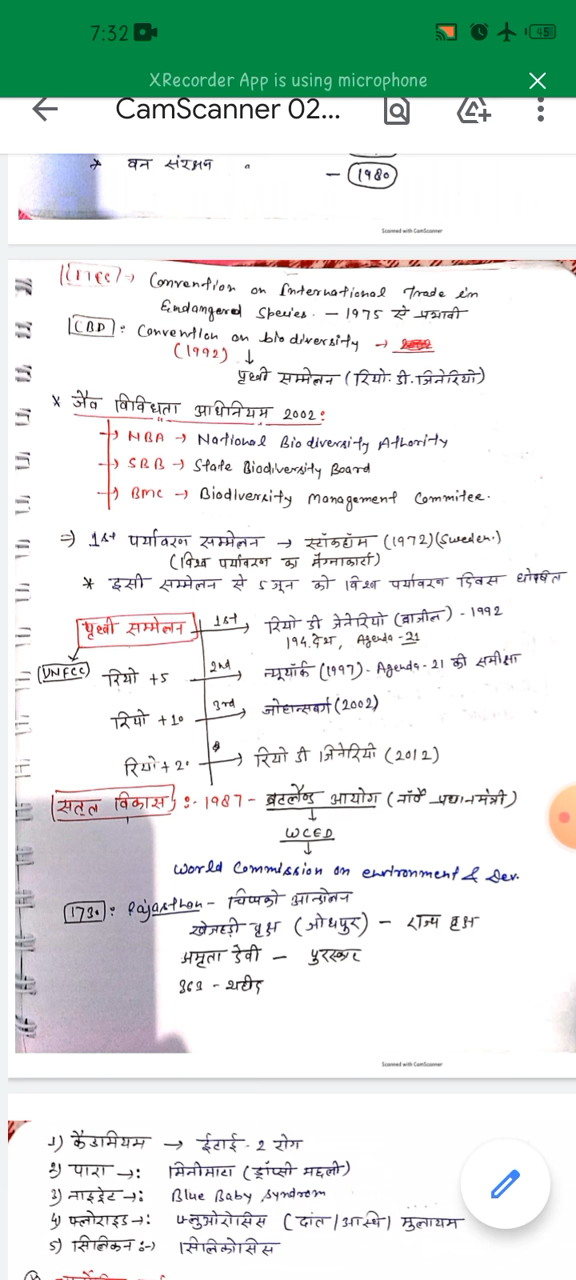 7:32
45
XRecorder App is using microphone
CamScanner 02...
* वन संरक्षण " – 1980
Scanned with CamScanner
→ Convention on International Trade in
Endangered Species. – 1975 से प्रभावी
CBD : Convention on biodiversity →
(1992) ↓
पृथ्वी सम्मेलन (रियो. डी. जिनेरियो)
* जैव विविधता अधिनियम 2002:
→ NBA → National Biodiversity Athority
→ SBB → State Biodiversity Board
→ BMC → Biodiversity Management Commitee.
⇒ 1st पर्यावरण सम्मेलन → स्टॉकहोम (1972) (Sweden.)
(विश्व पर्यावरण का मैग्नाकार्टा)
* इसी सम्मेलन से 5 जून को विश्व पर्यावरण दिवस घोषित
पृथ्वी सम्मेलन 1st → रियो डी जेनेरियो (ब्राजील) - 1992
194 देश, Agenda - 21
UNFCC रियो +5 2nd → न्यूयॉर्क (1997) - Agenda - 21 की समीक्षा
रियो +10 3rd → जोहान्सबर्ग (2002)
रियो + 20 → रियो डी जिनेरियो (2012)
सतत विकास :- 1987 - ब्रटलैण्ड आयोग (नॉर्वे प्रधानमंत्री)
↓
WCED
↓
World Commission on environment & Dev.
1730 : Rajasthan - चिपको आन्दोलन
खेजड़ी वृक्ष (जोधपुर) - राज्य वृक्ष
अमृता देवी - पुरस्कार
363 - शहीद
Scanned with CamScanner
1) कैडमियम → ईटाई - 2 रोग
2) पारा →: मिनीमाटा (ड्रॉप्सी मछली)
3) नाइट्रेट →: Blue Baby Syndrom
4) फ्लोराइड →: फ्लुओरोसिस (दांत/अस्थि) मुलायम
5) सिलिकन :→ सिलिकोसिस